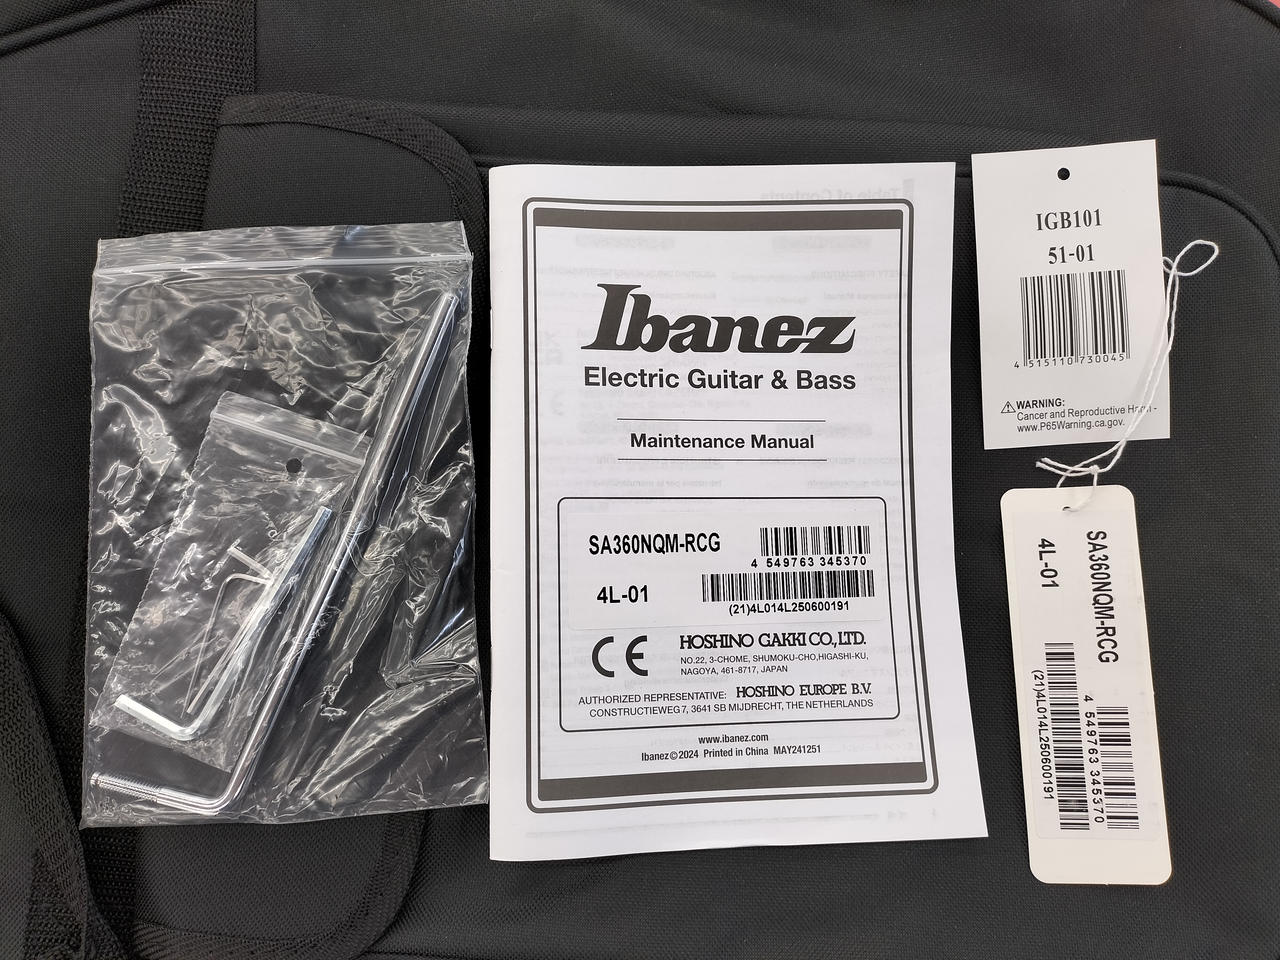 Ibanez
Electric Guitar & Bass
Maintenance Manual
SA360NQM-RCG
4 549763 345370
4L-01
(21)4L014L250600191
CE
HOSHINO GAKKI CO., LTD.
NO.22, 3-CHOME, SHUMOKU-CHO, HIGASHI-KU,
NAGOYA, 461-8717, JAPAN
AUTHORIZED REPRESENTATIVE: HOSHINO EUROPE B.V.
CONSTRUCTIEWEG 7, 3641 SB MIJDRECHT, THE NETHERLANDS
www.ibanez.com
Ibanez©2024 Printed in China MAY241251
IGB101
51-01
4 515110 730045
⚠WARNING:
Cancer and Reproductive Harm -
www.P65Warning.ca.gov.
SA360NQM-RCG
4L-01
4 549763 345370
(21)4L014L250600191